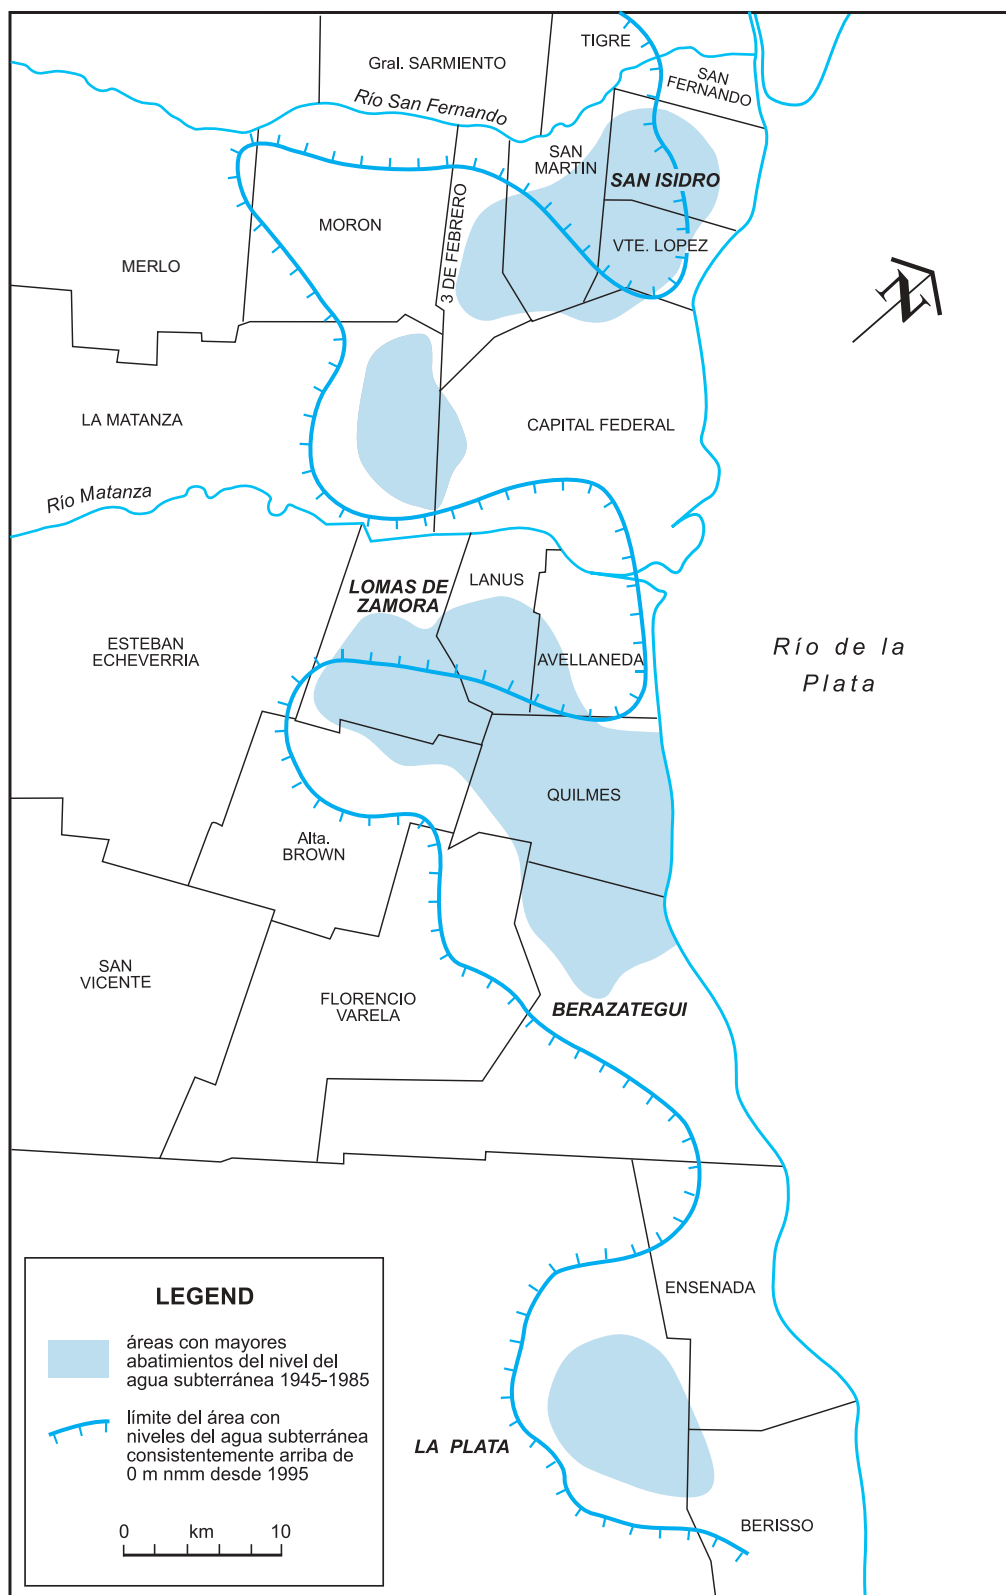 TIGRE
Gral. SARMIENTO
SAN
FERNANDO
Río San Fernando
SAN
MARTIN
SAN ISIDRO
MORON
3 DE FEBRERO
VTE. LOPEZ
MERLO
N
LA MATANZA
CAPITAL FEDERAL
Río Matanza
LOMAS DE
ZAMORA
LANUS
ESTEBAN
ECHEVERRIA
AVELLANEDA
Río de la
Plata
QUILMES
Alta.
BROWN
SAN
VICENTE
FLORENCIO
VARELA
BERAZATEGUI
ENSENADA
LA PLATA
BERISSO
LEGEND
áreas con mayores
abatimientos del nivel del
agua subterránea 1945-1985
límite del área con
niveles del agua subterránea
consistentemente arriba de
0 m nmm desde 1995
0 km 10